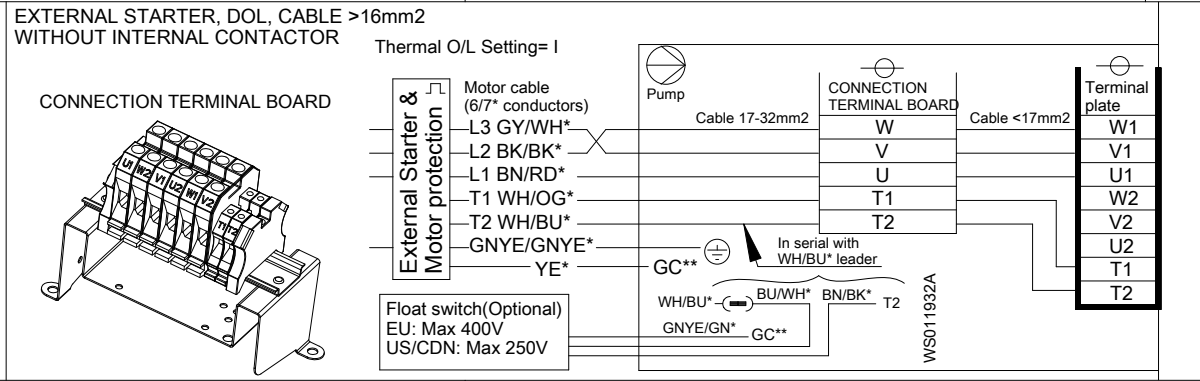 EXTERNAL STARTER, DOL, CABLE >16mm2
WITHOUT INTERNAL CONTACTOR
Thermal O/L Setting= I
CONNECTION TERMINAL BOARD
U1
W2
V1
U2
W1
V2
T1
T2
External Starter &
Motor protection
Motor cable
(6/7* conductors)
L3 GY/WH*
L2 BK/BK*
L1 BN/RD*
T1 WH/OG*
T2 WH/BU*
GNYE/GNYE*
YE*
GC**
Pump
Cable 17-32mm2
CONNECTION
TERMINAL BOARD
W
V
U
T1
T2
Cable <17mm2
Terminal
plate
W1
V1
U1
W2
V2
U2
T1
T2
In serial with
WH/BU* leader
WH/BU*
BU/WH*
BN/BK*
T2
GNYE/GN*
GC**
Float switch(Optional)
EU: Max 400V
US/CDN: Max 250V
WS011932A